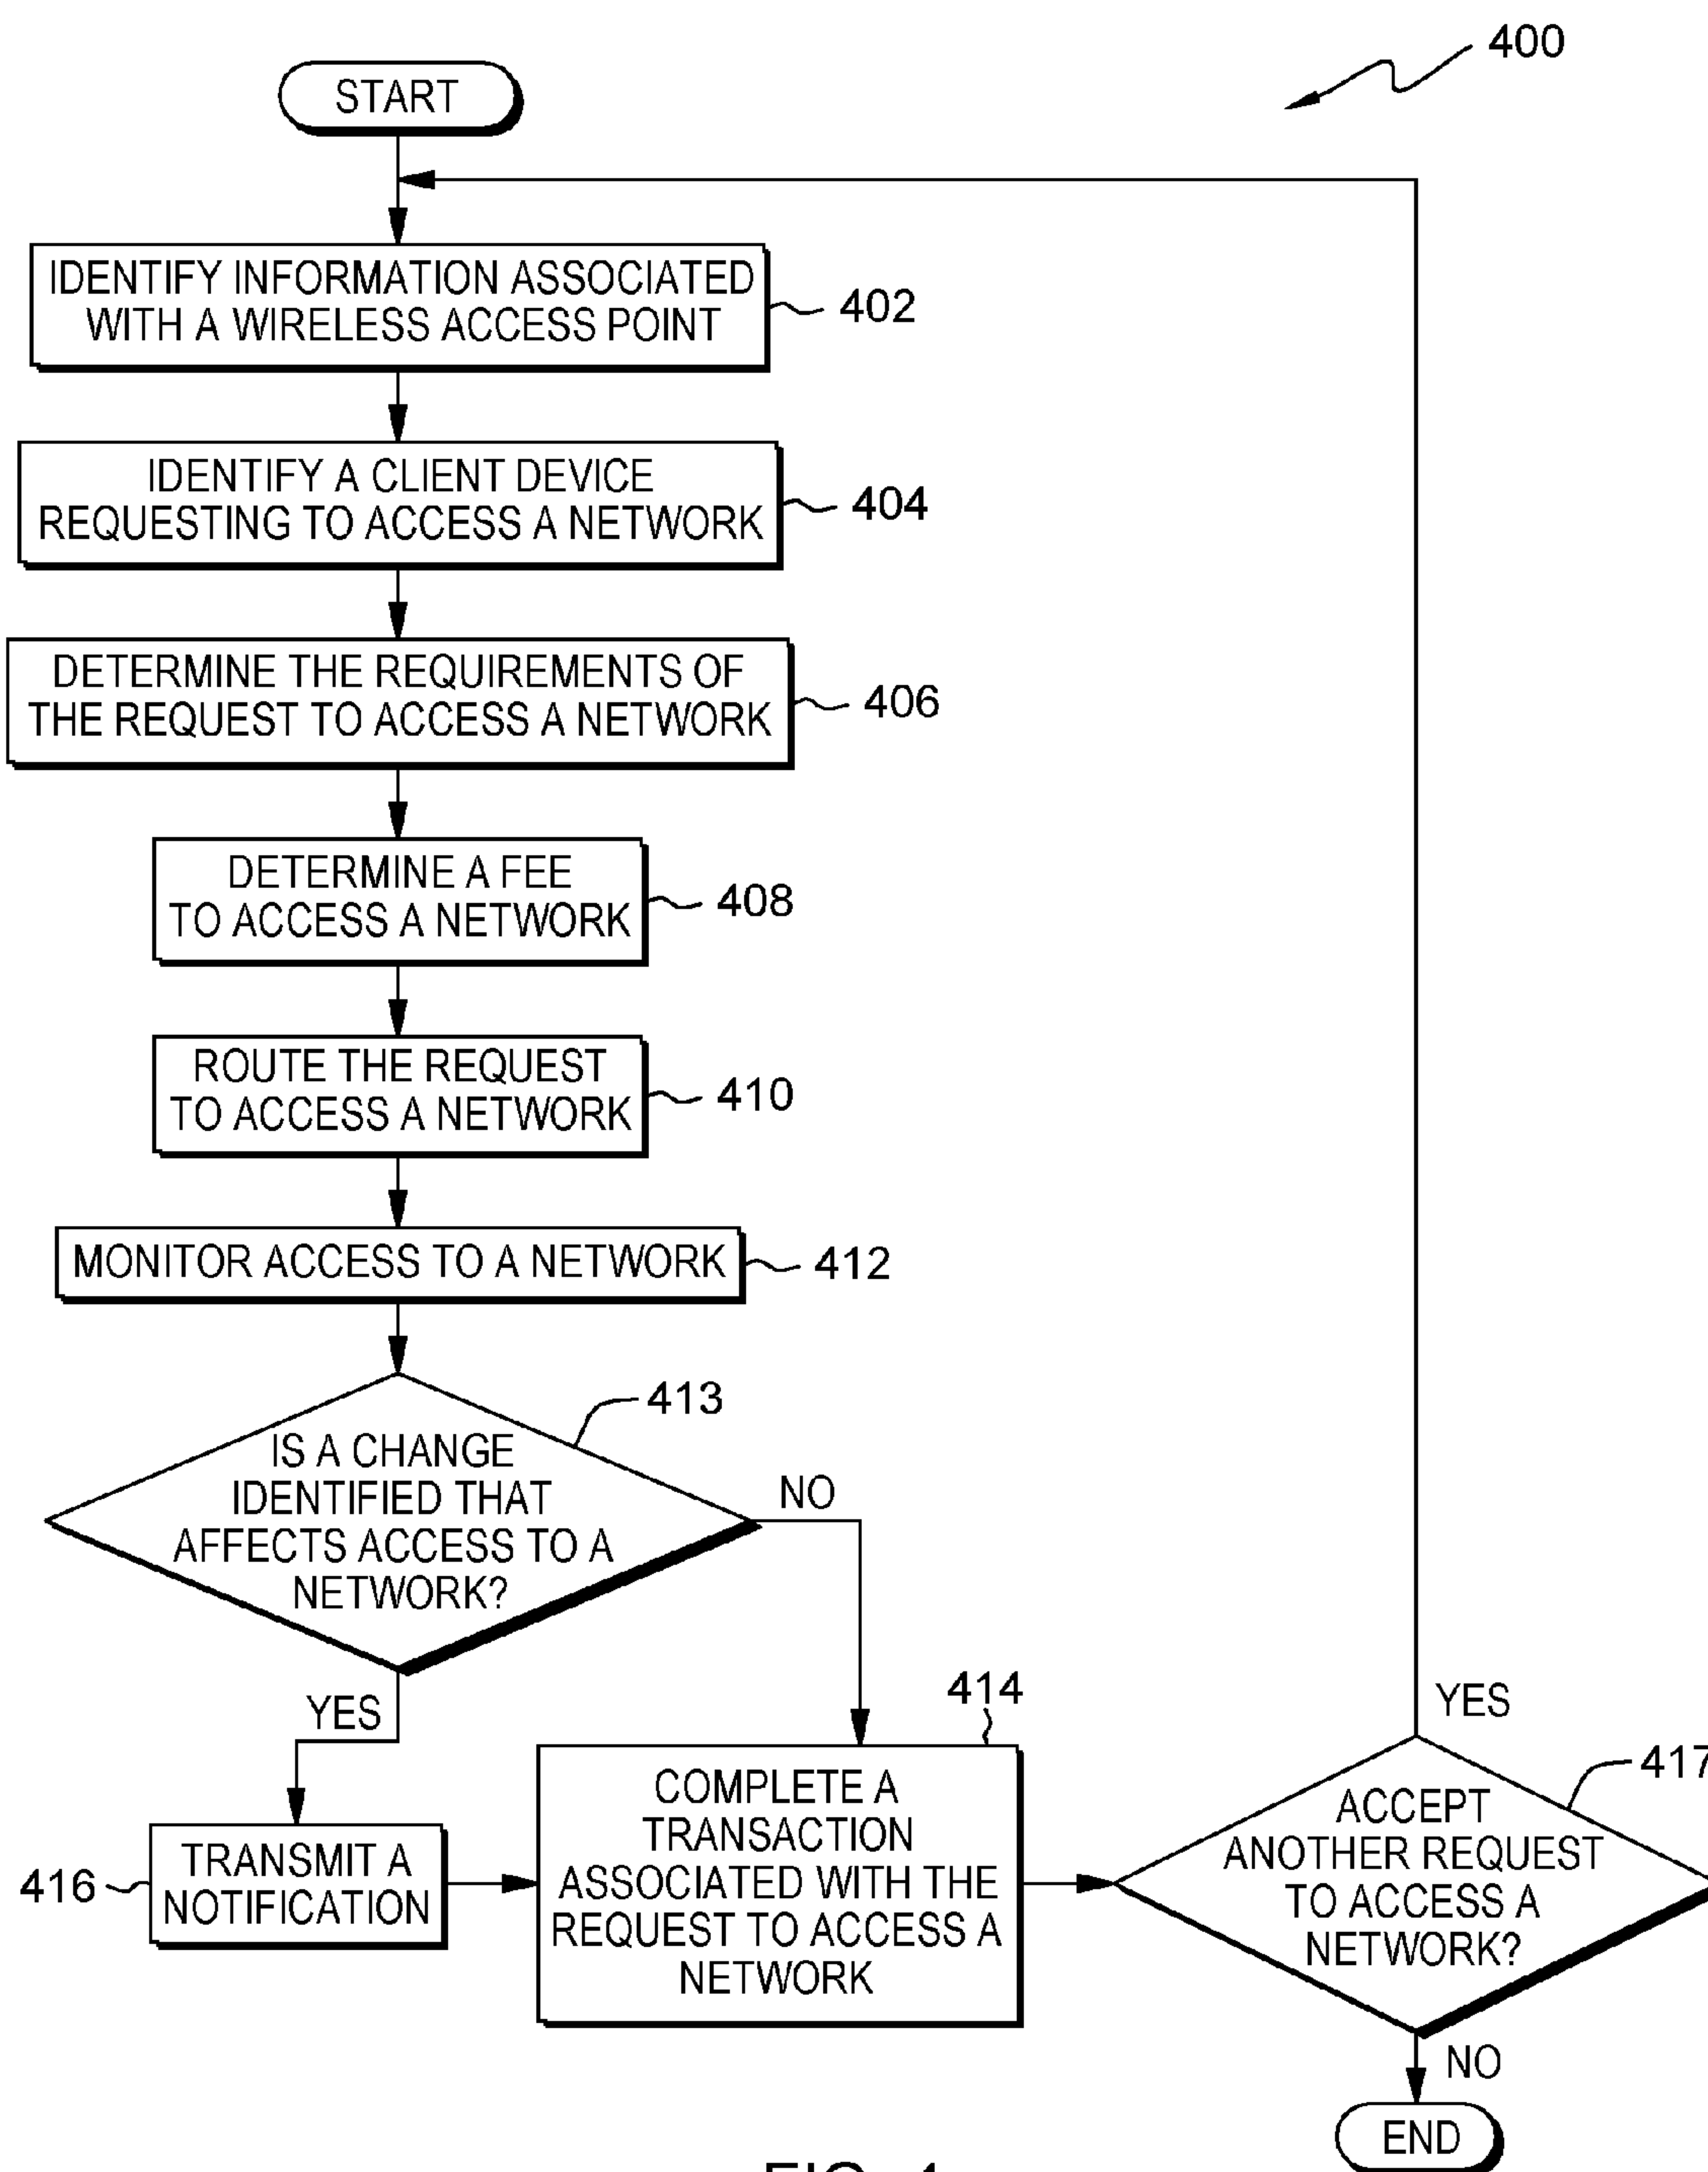 400
START
IDENTIFY INFORMATION ASSOCIATED
WITH A WIRELESS ACCESS POINT
402
IDENTIFY A CLIENT DEVICE
REQUESTING TO ACCESS A NETWORK
404
DETERMINE THE REQUIREMENTS OF
THE REQUEST TO ACCESS A NETWORK
406
DETERMINE A FEE
TO ACCESS A NETWORK
408
ROUTE THE REQUEST
TO ACCESS A NETWORK
410
MONITOR ACCESS TO A NETWORK
412
413
IS A CHANGE
IDENTIFIED THAT
AFFECTS ACCESS TO A
NETWORK?
NO
YES
416
TRANSMIT A
NOTIFICATION
414
COMPLETE A
TRANSACTION
ASSOCIATED WITH THE
REQUEST TO ACCESS A
NETWORK
YES
417
ACCEPT
ANOTHER REQUEST
TO ACCESS A
NETWORK?
NO
END